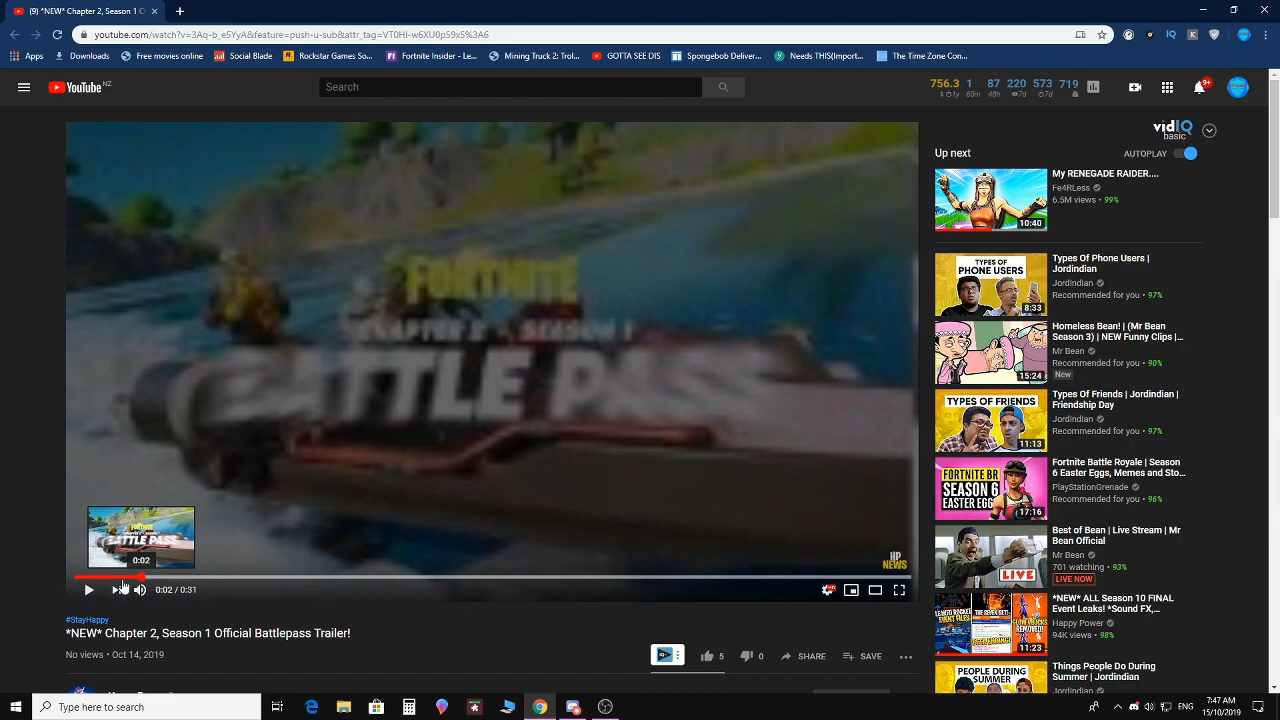 (9) *NEW* Chapter 2, Season 1 O
youtube.com/watch?v=3Aq-b_e5YyA&feature=push-u-sub&attr_tag=VT0HI-w6XU0p59x5%3A6
Apps Downloads Free movies online Social Blade Rockstar Games So... Fortnite Insider - Le... Mining Truck 2: Trol... GOTTA SEE DIS Spongebob Deliver... Needs THIS(Import... The Time Zone Con...
YouTube NZ
Search
756.3 1 87 220 573 719
$ 1y 60m 48h 7d 7d
9+
vidIQ
basic
Up next
AUTOPLAY
My RENEGADE RAIDER....
Fe4RLess
6.5M views • 99%
10:40
TYPES OF
PHONE USERS
8:33
Types Of Phone Users |
Jordindian
JordIndian
Recommended for you • 97%
15:24
Homeless Bean! | (Mr Bean
Season 3) | NEW Funny Clips |...
Mr Bean
Recommended for you • 90%
New
TYPES OF FRIENDS
11:13
Types Of Friends | Jordindian |
Friendship Day
JordIndian
Recommended for you • 97%
FORTNITE BR
SEASON 6
EASTER EGG
17:16
Fortnite Battle Royale | Season
6 Easter Eggs, Memes and Sto...
PlayStationGrenade
Recommended for you • 96%
LIVE
Best of Bean | Live Stream | Mr
Bean Official
Mr Bean
701 watching • 93%
LIVE NOW
11:23
*NEW* ALL Season 10 FINAL
Event Leaks! *Sound FX,...
Happy Power
94K views • 98%
PEOPLE DURING
SUMMER
Things People Do During
Summer | Jordindian
JordIndian
FORTNITE
BATTLE PASS
0:02
HP
NEWS
0:02 / 0:31
#StayHappy
No views • Oct 14, 2019
5 0 SHARE SAVE
Type here to search
ENG
7:47 AM
15/10/2019